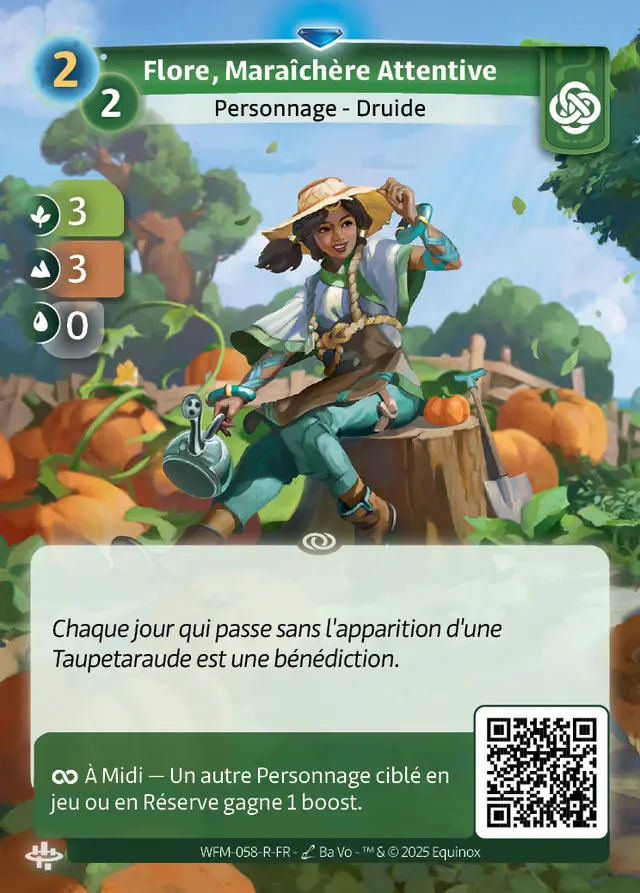 2
Flore, Maraîchère Attentive
2
Personnage - Druide
3
3
0
Chaque jour qui passe sans l'apparition d'une
Taupetaraude est une bénédiction.
À Midi — Un autre Personnage ciblé en
jeu ou en Réserve gagne 1 boost.
WFM-058-R-FR - Ba Vo - ™ & © 2025 Equinox